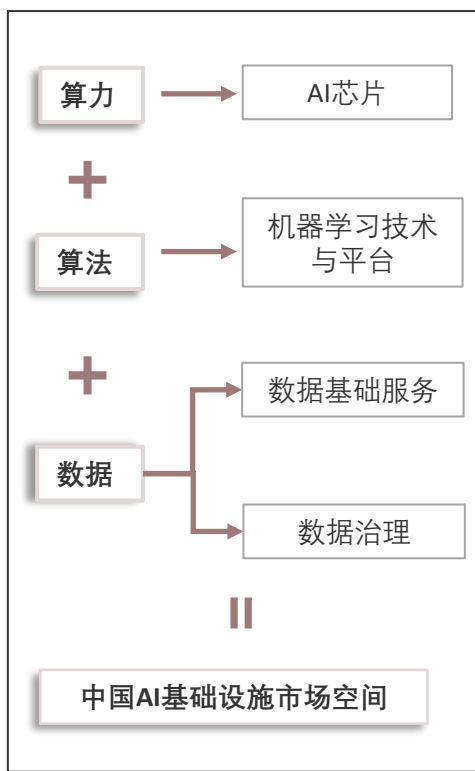 算力
AI芯片
+
算法
机器学习技术
与平台
+
数据
数据基础服务
数据治理
=
中国AI基础设施市场空间